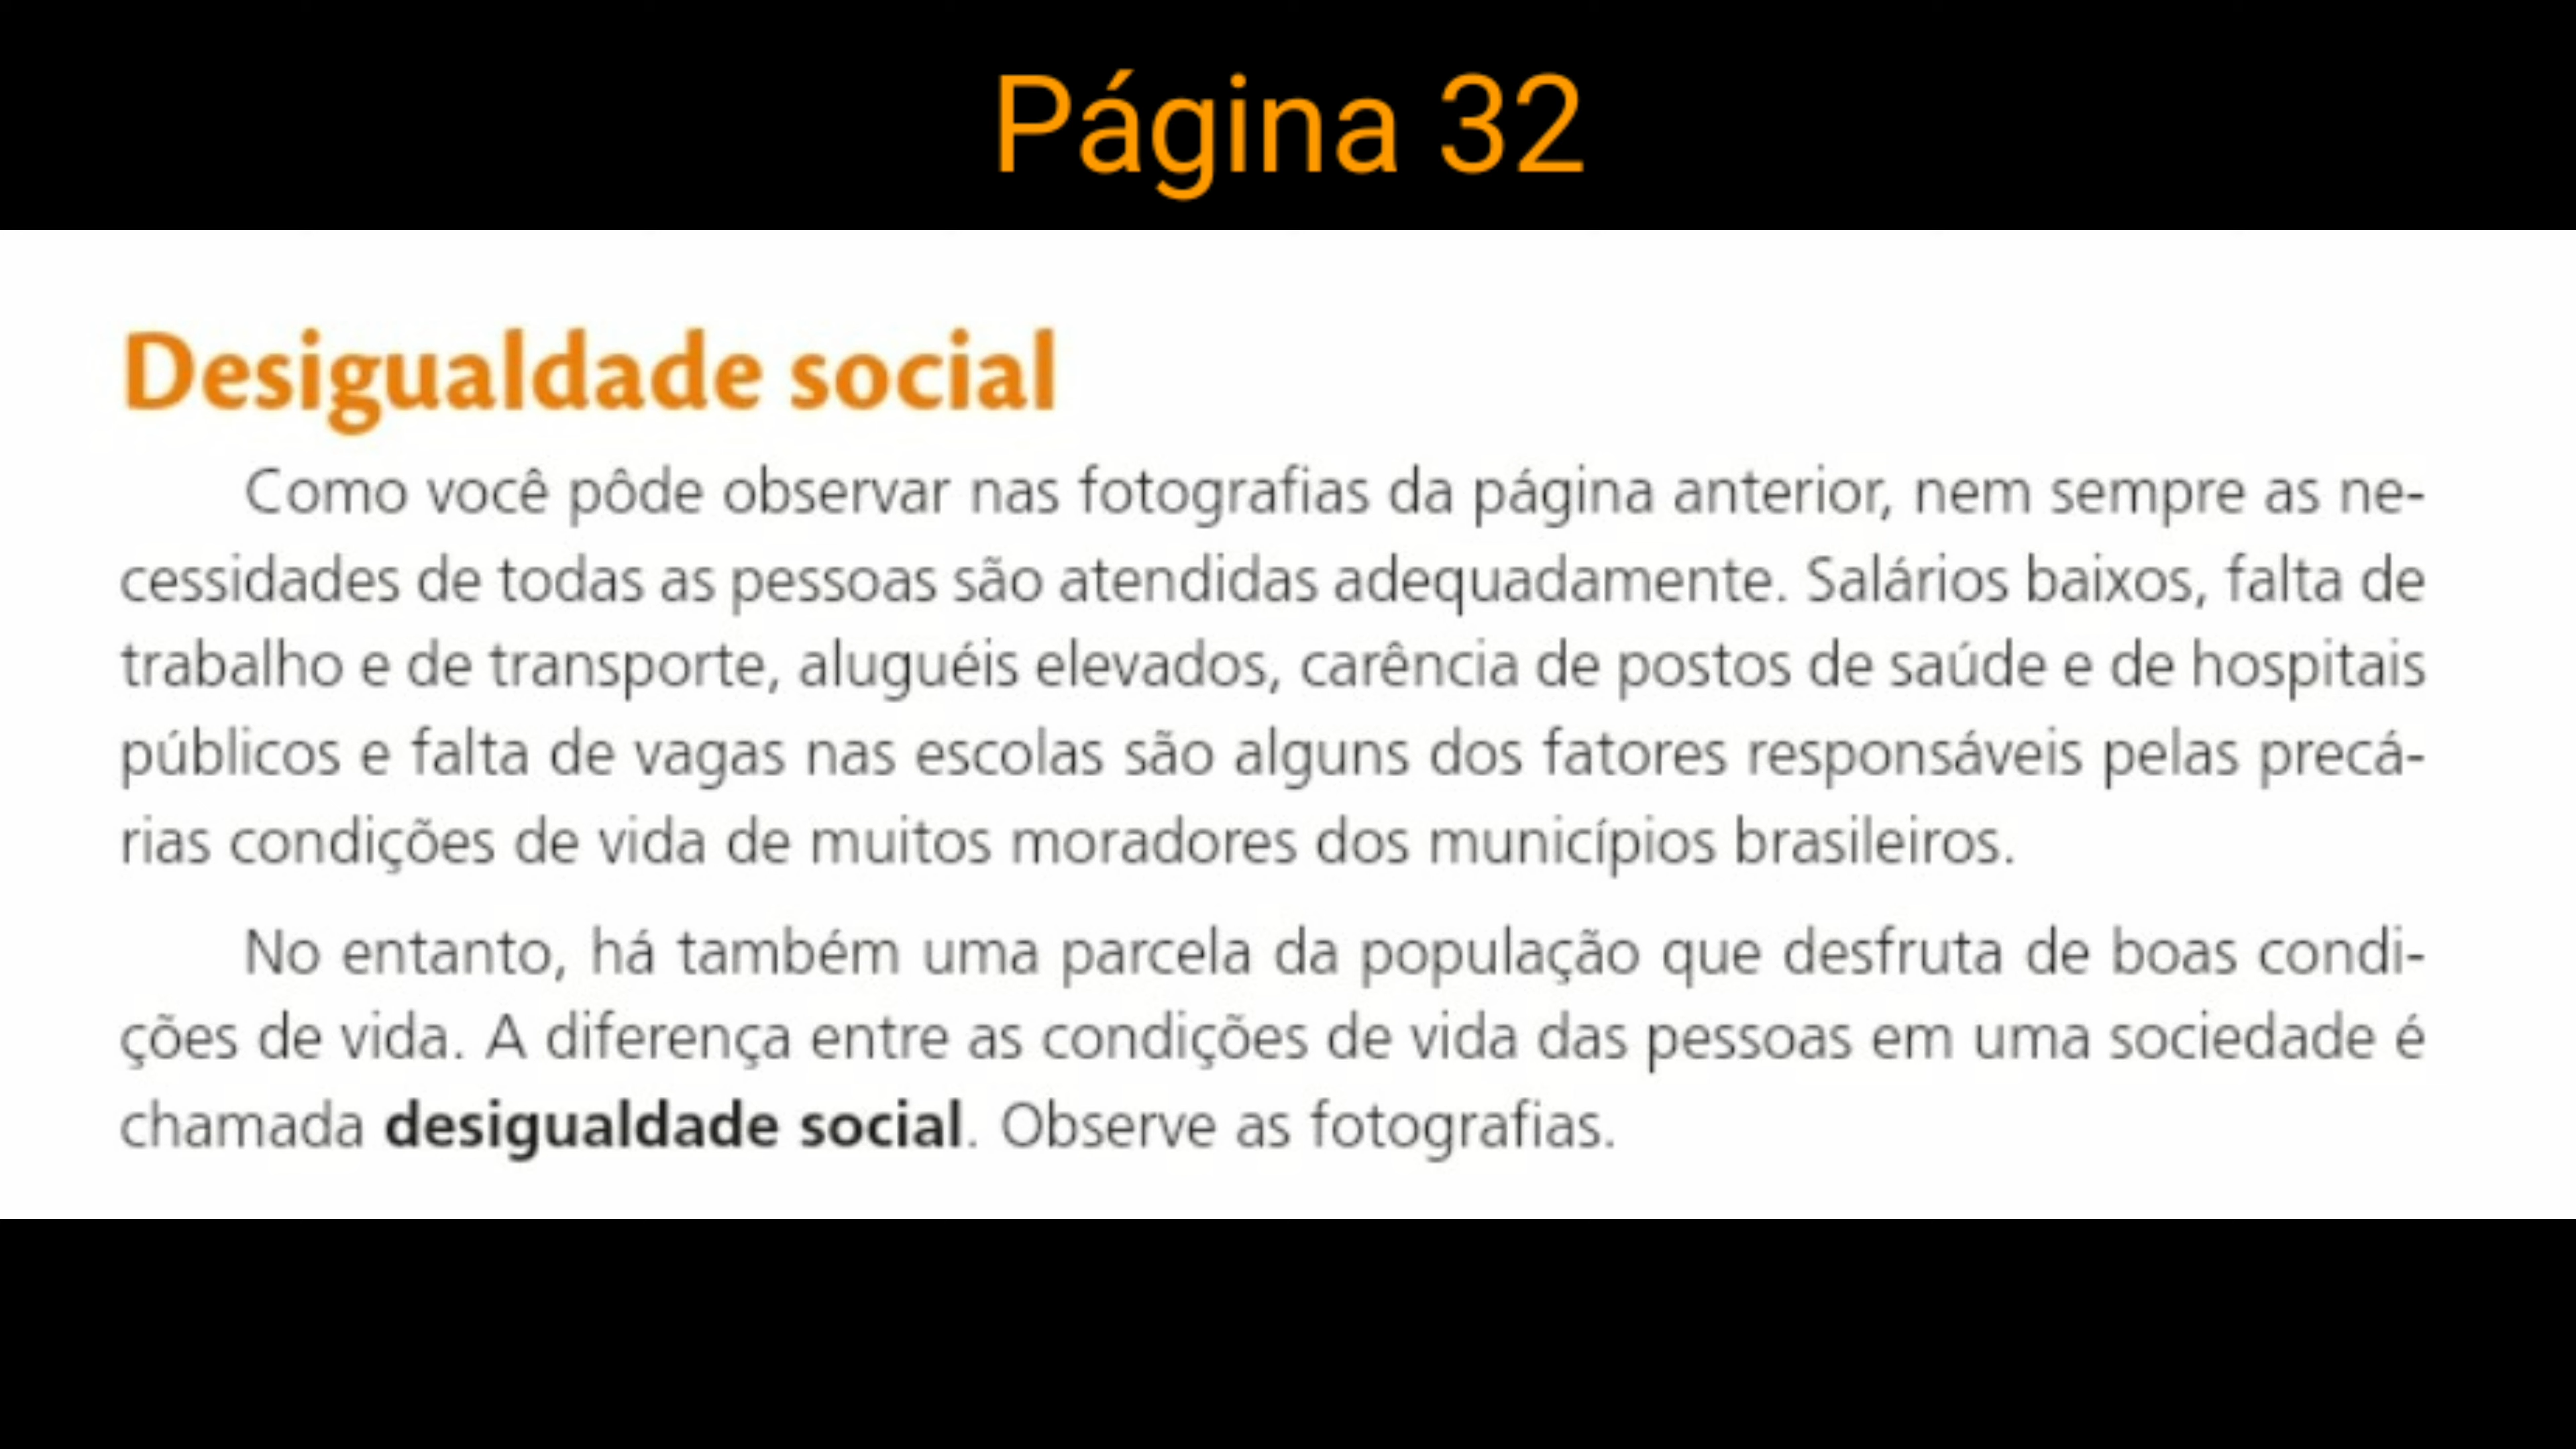 Página 32
Desigualdade social
Como você pôde observar nas fotografias da página anterior, nem sempre as ne-
cessidades de todas as pessoas são atendidas adequadamente. Salários baixos, falta de
trabalho e de transporte, aluguéis elevados, carência de postos de saúde e de hospitais
públicos e falta de vagas nas escolas são alguns dos fatores responsáveis pelas precá-
rias condições de vida de muitos moradores dos municípios brasileiros.
No entanto, há também uma parcela da população que desfruta de boas condi-
ções de vida. A diferença entre as condições de vida das pessoas em uma sociedade é
chamada desigualdade social. Observe as fotografias.